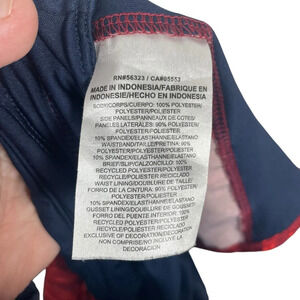 RN#56323 / CA#05553
MADE IN INDONESIA/FABRIQUE EN
INDONESIE/HECHO EN INDONESIA
BODY/CORPS/CUERPO: 100% POLYESTER/
POLYESTER/POLIESTER
SIDE PANELS/PANNEAUX DE COTES/
PANELES LATERALES: 90% POLYESTER/
POLYESTER/POLIESTER
10% SPANDEX/ELASTHANNE/ELASTANO
WAISTBAND/TAILLE/PRETINA: 90%
POLYESTER/POLYESTER/POLIESTER
10% SPANDEX/ELASTHANNE/ELASTANO
BRIEF/SLIP/CALZONCILLO: 100%
RECYCLED POLYESTER/POLYESTER
RECYCLE/POLIESTER RECICLADO
WAIST LINING/DOUBLURE DE TAILLE/
FORRO DE LA CINTURA: 90% POLYESTER/
POLYESTER/POLIESTER
10% SPANDEX/ELASTHANNE/ELASTANO
GUSSET LINING/DOUBLURE DU GOUSSET/
FORRO DEL PUENTE INTERIOR: 100%
RECYCLED POLYESTER/POLYESTER
RECYCLE/POLIESTER RECICLADO
EXCLUSIVE OF DECORATION/DECORATION
NON COMPRISE/NO INCLUYE LA
DECORACION